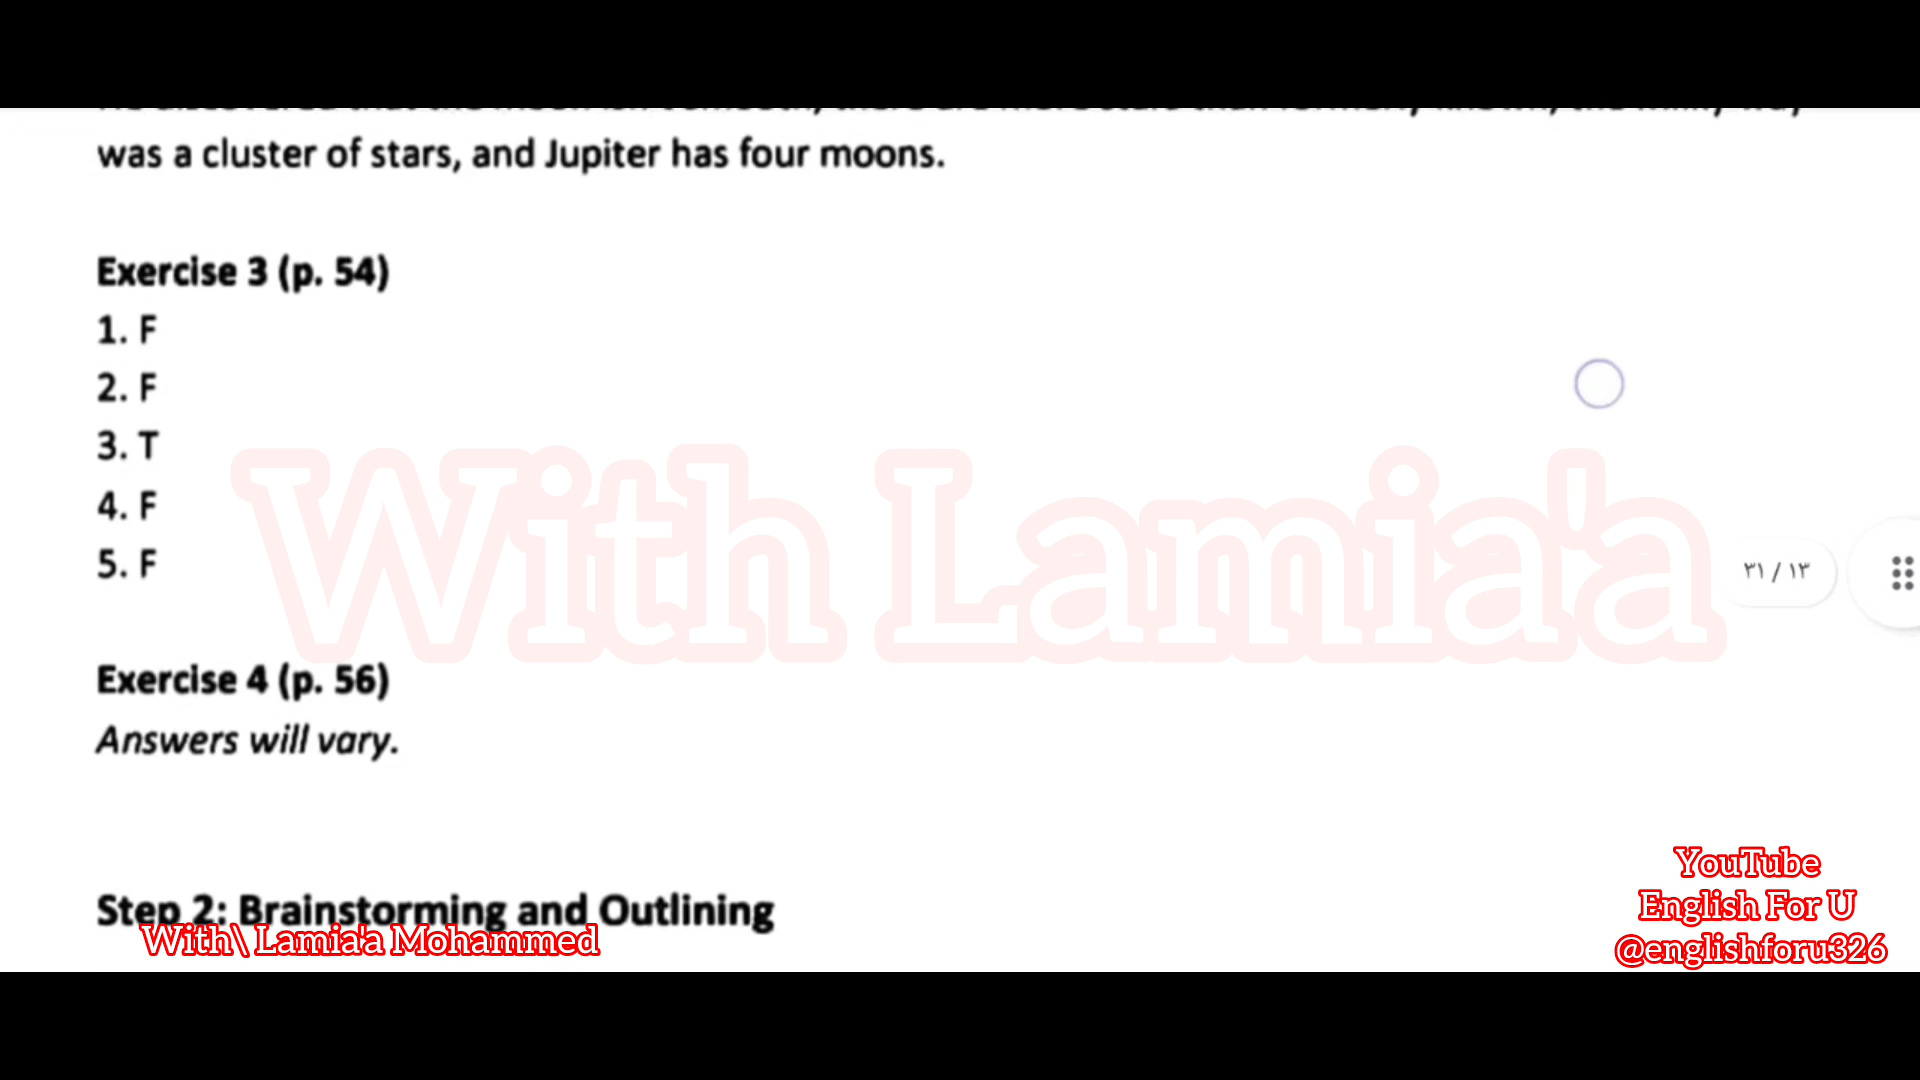 was a cluster of stars, and Jupiter has four moons.
Exercise 3 (p. 54)
1. F
2. F
3. T
4. F
5. F
With Lamia'a
٣١ / ١٣
Exercise 4 (p. 56)
Answers will vary.
Step 2: Brainstorming and Outlining
With\ Lamia'a Mohammed
YouTube
English For U
@englishforu326